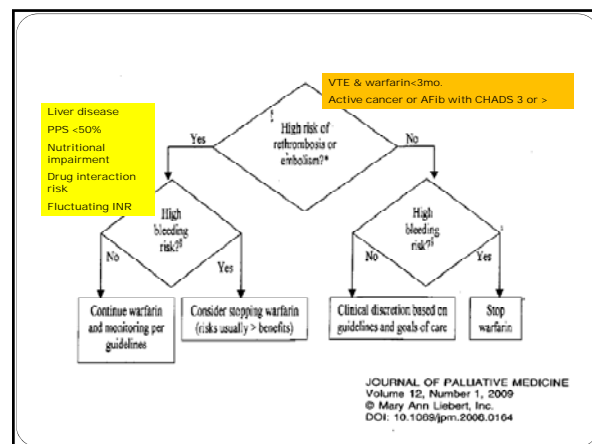 VTE & warfarin<3mo.
Active cancer or AFib with CHADS 3 or >
Liver disease
PPS <50%
Nutritional
impairment
Drug interaction
risk
Fluctuating INR
High risk of
rethrombosis or
embolism?*
Yes
No
High
bleeding
risk?§
High
bleeding
risk?§
No
Yes
No
Yes
Continue warfarin
and monitoring per
guidelines
Consider stopping warfarin
(risks usually > benefits)
Clinical discretion based on
guidelines and goals of care
Stop
warfarin
JOURNAL OF PALLIATIVE MEDICINE
Volume 12, Number 1, 2009
© Mary Ann Liebert, Inc.
DOI: 10.1089/jpm.2008.0164